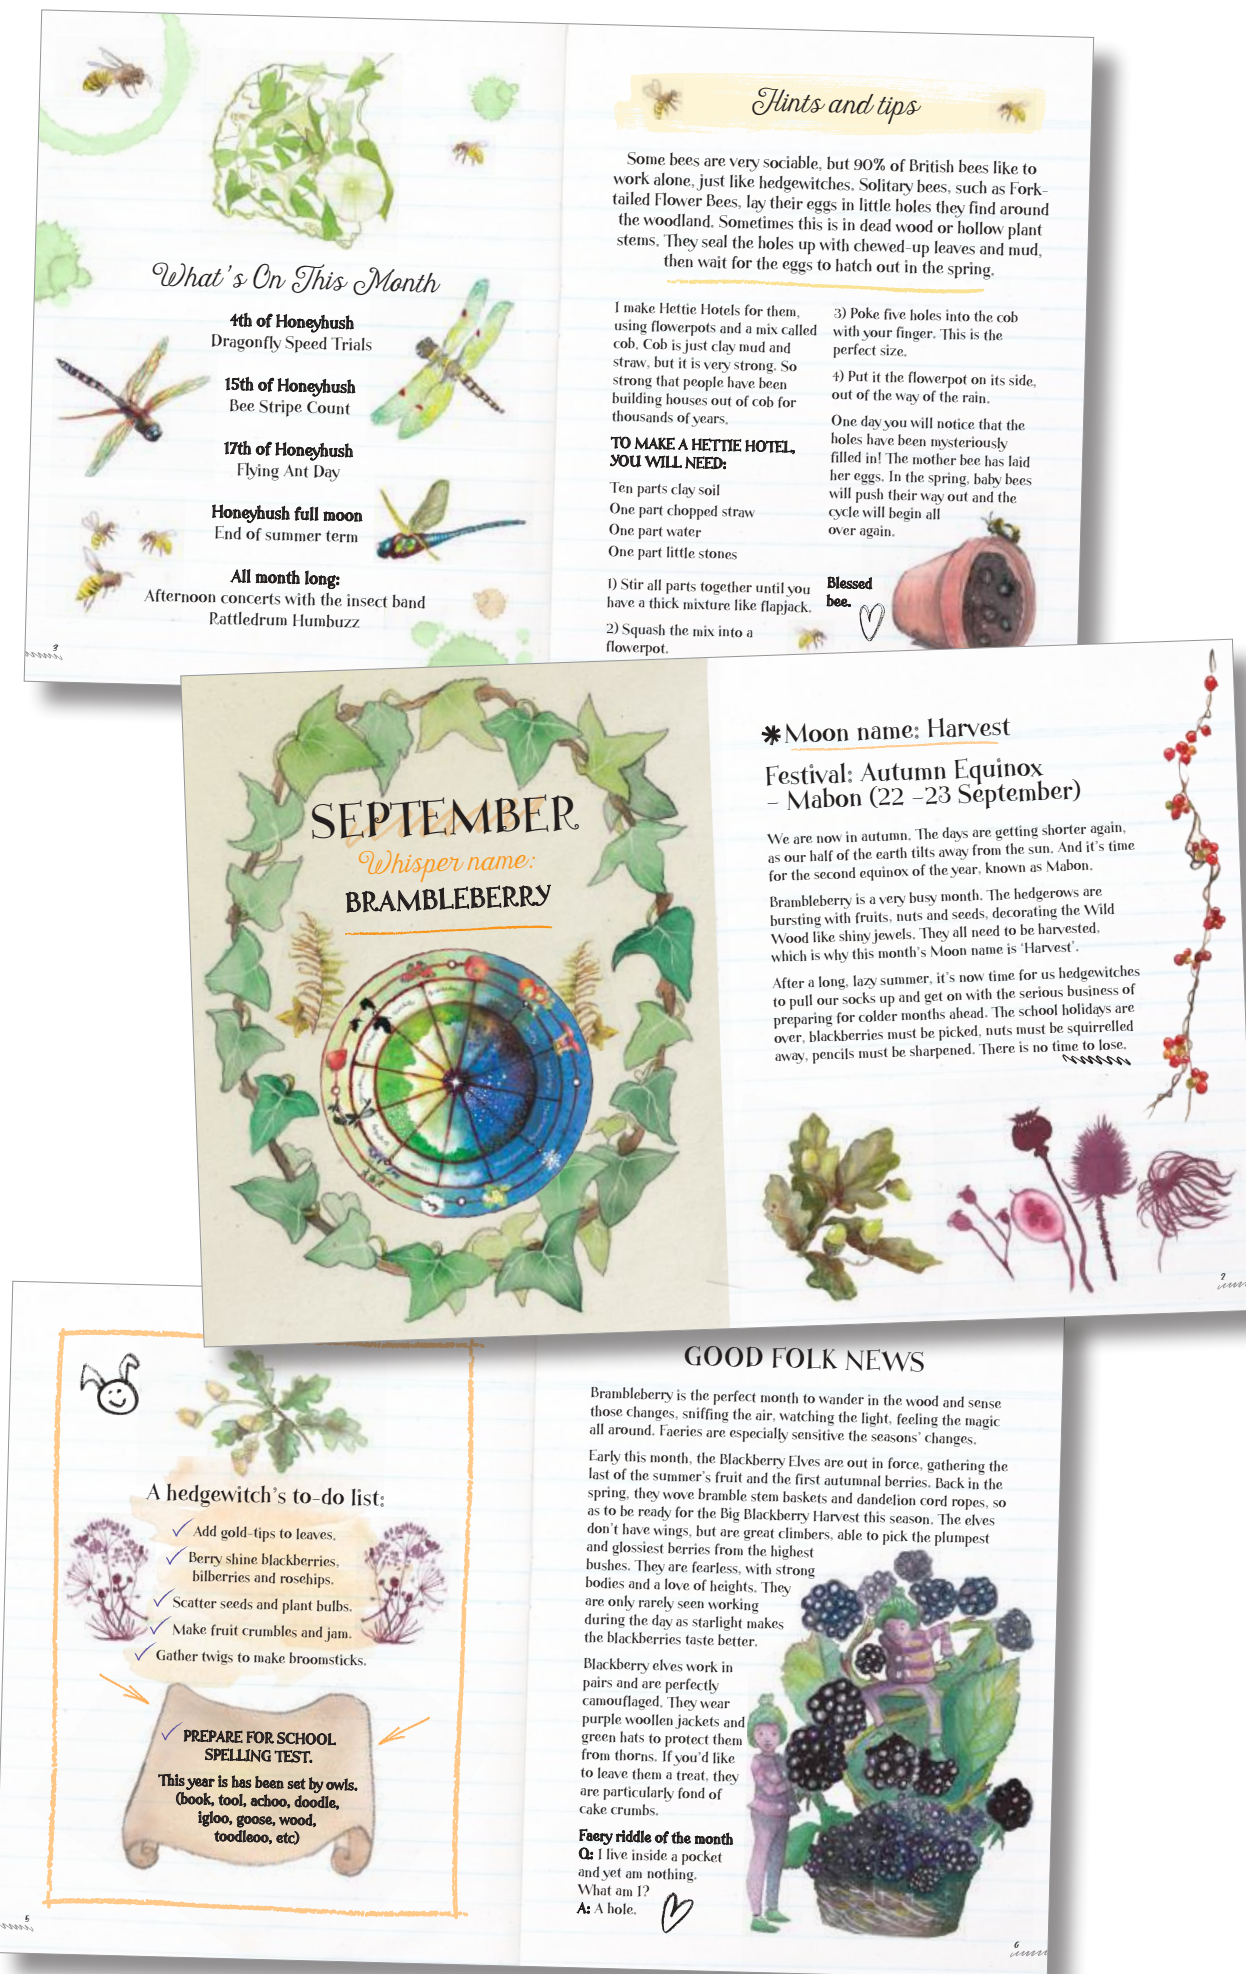 What's On This Month
4th of Honeybush
Dragonfly Speed Trials
15th of Honeybush
Bee Stripe Count
17th of Honeybush
Flying Ant Day
Honeybush full moon
End of summer term
All month long:
Afternoon concerts with the insect band
Rattledrum Humbuzz
3
Hints and tips
Some bees are very sociable, but 90% of British bees like to
work alone, just like hedgewitches. Solitary bees, such as Fork-
tailed Flower Bees, lay their eggs in little holes they find around
the woodland. Sometimes this is in dead wood or hollow plant
stems. They seal the holes up with chewed-up leaves and mud,
then wait for the eggs to hatch out in the spring.
I make Hettie Hotels for them,
using flowerpots and a mix called
cob. Cob is just clay mud and
straw, but it is very strong. So
strong that people have been
building houses out of cob for
thousands of years.
TO MAKE A HETTIE HOTEL,
YOU WILL NEED:
Ten parts clay soil
One part chopped straw
One part water
One part little stones
1) Stir all parts together until you
have a thick mixture like flapjack.
2) Squash the mix into a
flowerpot.
3) Poke five holes into the cob
with your finger. This is the
perfect size.
4) Put it the flowerpot on its side,
out of the way of the rain.
One day you will notice that the
holes have been mysteriously
filled in! The mother bee has laid
her eggs. In the spring, baby bees
will push their way out and the
cycle will begin all
over again.
Blessed
bee.
SEPTEMBER
Whisper name:
BRAMBLEBERRY
*Moon name: Harvest
Festival: Autumn Equinox
– Mabon (22 –23 September)
We are now in autumn. The days are getting shorter again,
as our half of the earth tilts away from the sun. And it's time
for the second equinox of the year, known as Mabon.
Brambleberry is a very busy month. The hedgerows are
bursting with fruits, nuts and seeds, decorating the Wild
Wood like shiny jewels. They all need to be harvested,
which is why this month's Moon name is 'Harvest'.
After a long, lazy summer, it's now time for us hedgewitches
to pull our socks up and get on with the serious business of
preparing for colder months ahead. The school holidays are
over, blackberries must be picked, nuts must be squirrelled
away, pencils must be sharpened. There is no time to lose.
2
A hedgewitch's to-do list:
✓ Add gold-tips to leaves.
✓ Berry shine blackberries,
bilberries and rosehips.
✓ Scatter seeds and plant bulbs.
✓ Make fruit crumbles and jam.
✓ Gather twigs to make broomsticks.
✓ PREPARE FOR SCHOOL
SPELLING TEST.
This year is has been set by owls.
(book, tool, achoo, doodle,
igloo, goose, wood,
toodleoo, etc)
5
GOOD FOLK NEWS
Brambleberry is the perfect month to wander in the wood and sense
those changes, sniffing the air, watching the light, feeling the magic
all around. Faeries are especially sensitive the seasons' changes.
Early this month, the Blackberry Elves are out in force, gathering the
last of the summer's fruit and the first autumnal berries. Back in the
spring, they wove bramble stem baskets and dandelion cord ropes, so
as to be ready for the Big Blackberry Harvest this season. The elves
don't have wings, but are great climbers, able to pick the plumpest
and glossiest berries from the highest
bushes. They are fearless, with strong
bodies and a love of heights. They
are only rarely seen working
during the day as starlight makes
the blackberries taste better.
Blackberry elves work in
pairs and are perfectly
camouflaged. They wear
purple woollen jackets and
green hats to protect them
from thorns. If you'd like
to leave them a treat, they
are particularly fond of
cake crumbs.
Faery riddle of the month
Q: I live inside a pocket
and yet am nothing.
What am I?
A: A hole.
6